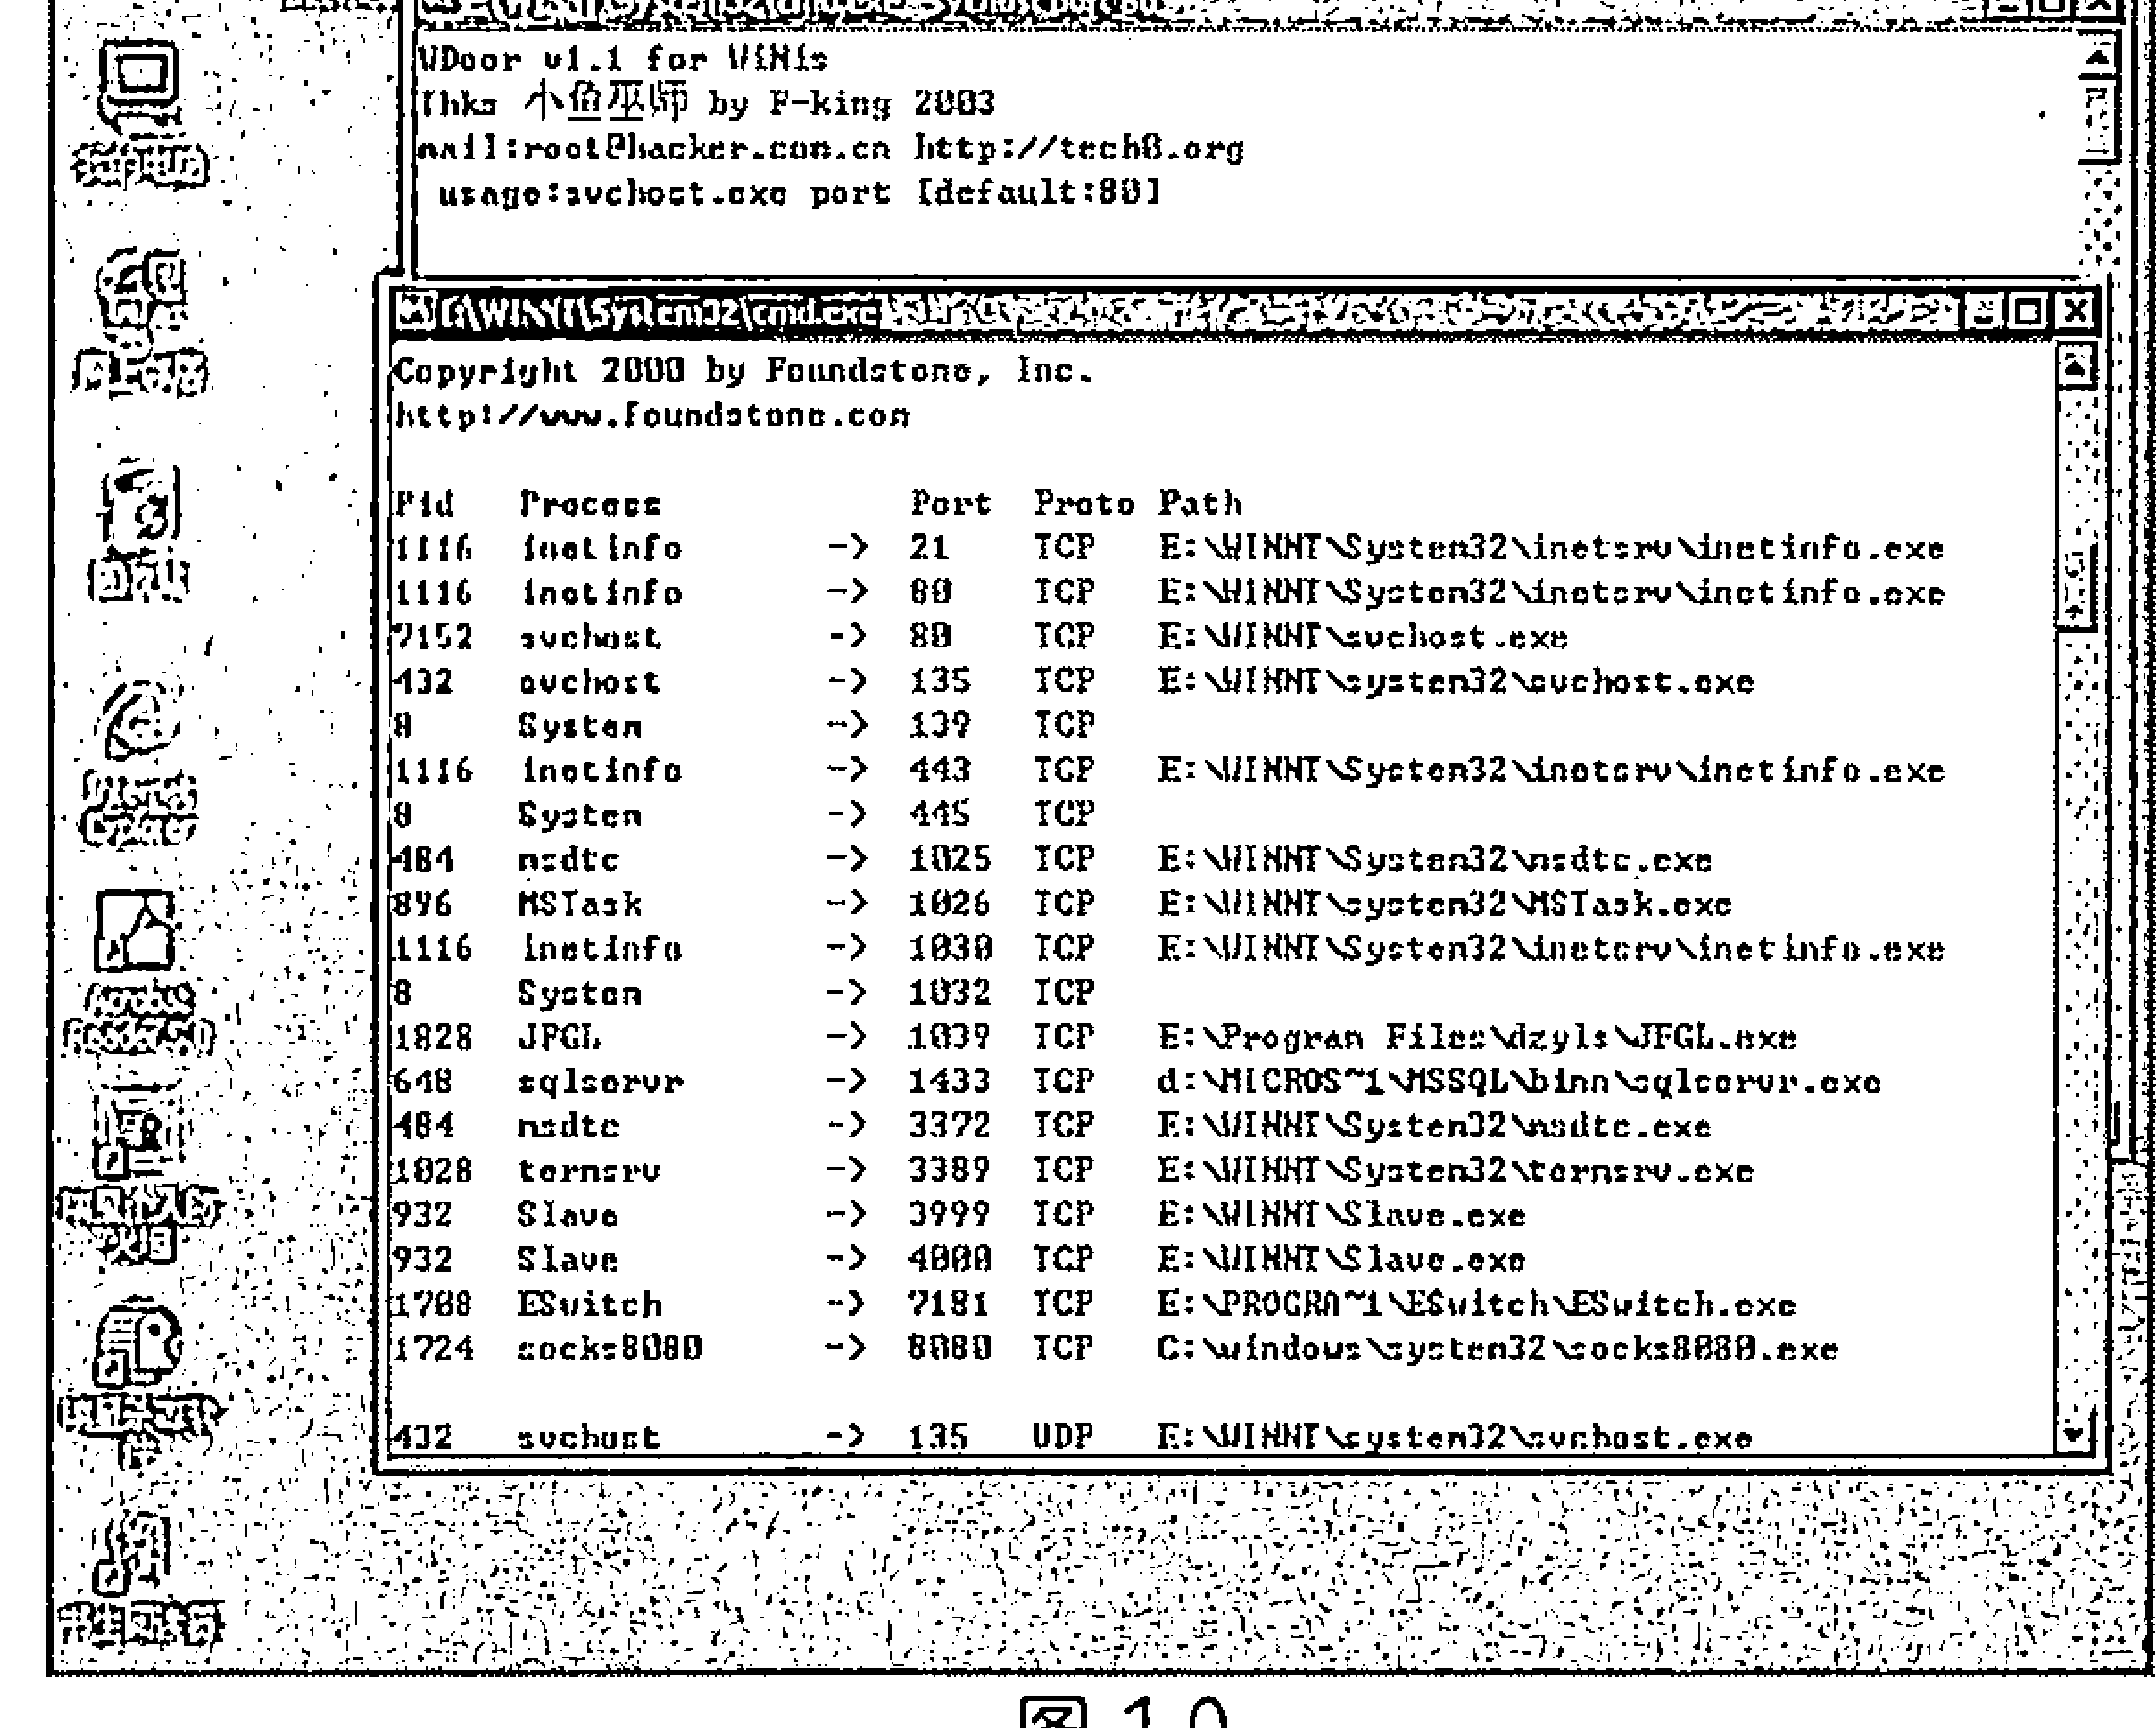 WDoor v1.1 for WiNis
Thks 小鱼巫师 by F-king 2003
mail:root@hacker.com.cn http://tech8.org
usage:svchost.exe port [default:80]
E:\WINNT\System32\cmd.exe
Copyright 2000 by Foundstone, Inc.
http://www.foundstone.com
Pid Process Port Proto Path
1116 inetinfo -> 21 TCP E:\WINNT\System32\inetsrv\inetinfo.exe
1116 inetinfo -> 80 TCP E:\WINNT\System32\inetsrv\inetinfo.exe
7152 svchost -> 80 TCP E:\WINNT\svchost.exe
432 svchost -> 135 TCP E:\WINNT\system32\svchost.exe
8 System -> 139 TCP
1116 inetinfo -> 443 TCP E:\WINNT\System32\inetsrv\inetinfo.exe
8 System -> 445 TCP
484 msdtc -> 1025 TCP E:\WINNT\System32\msdtc.exe
896 MSTask -> 1026 TCP E:\WINNT\system32\MSTask.exe
1116 inetinfo -> 1030 TCP E:\WINNT\System32\inetsrv\inetinfo.exe
8 System -> 1032 TCP
1828 JFGL -> 1039 TCP E:\Program Files\dzyls\JFGL.exe
648 sqlservr -> 1433 TCP d:\MICROS~1\MSSQL\binn\sqlservr.exe
484 msdtc -> 3372 TCP E:\WINNT\System32\msdtc.exe
1028 termsrv -> 3389 TCP E:\WINNT\System32\termsrv.exe
932 Slave -> 3999 TCP E:\WINNT\Slave.exe
932 Slave -> 4000 TCP E:\WINNT\Slave.exe
1788 ESwitch -> 7181 TCP E:\PROGRA~1\ESwitch\ESwitch.exe
1724 socks8080 -> 8080 TCP C:\windows\system32\socks8080.exe
432 svchost -> 135 UDP E:\WINNT\system32\svchost.exe
图 10